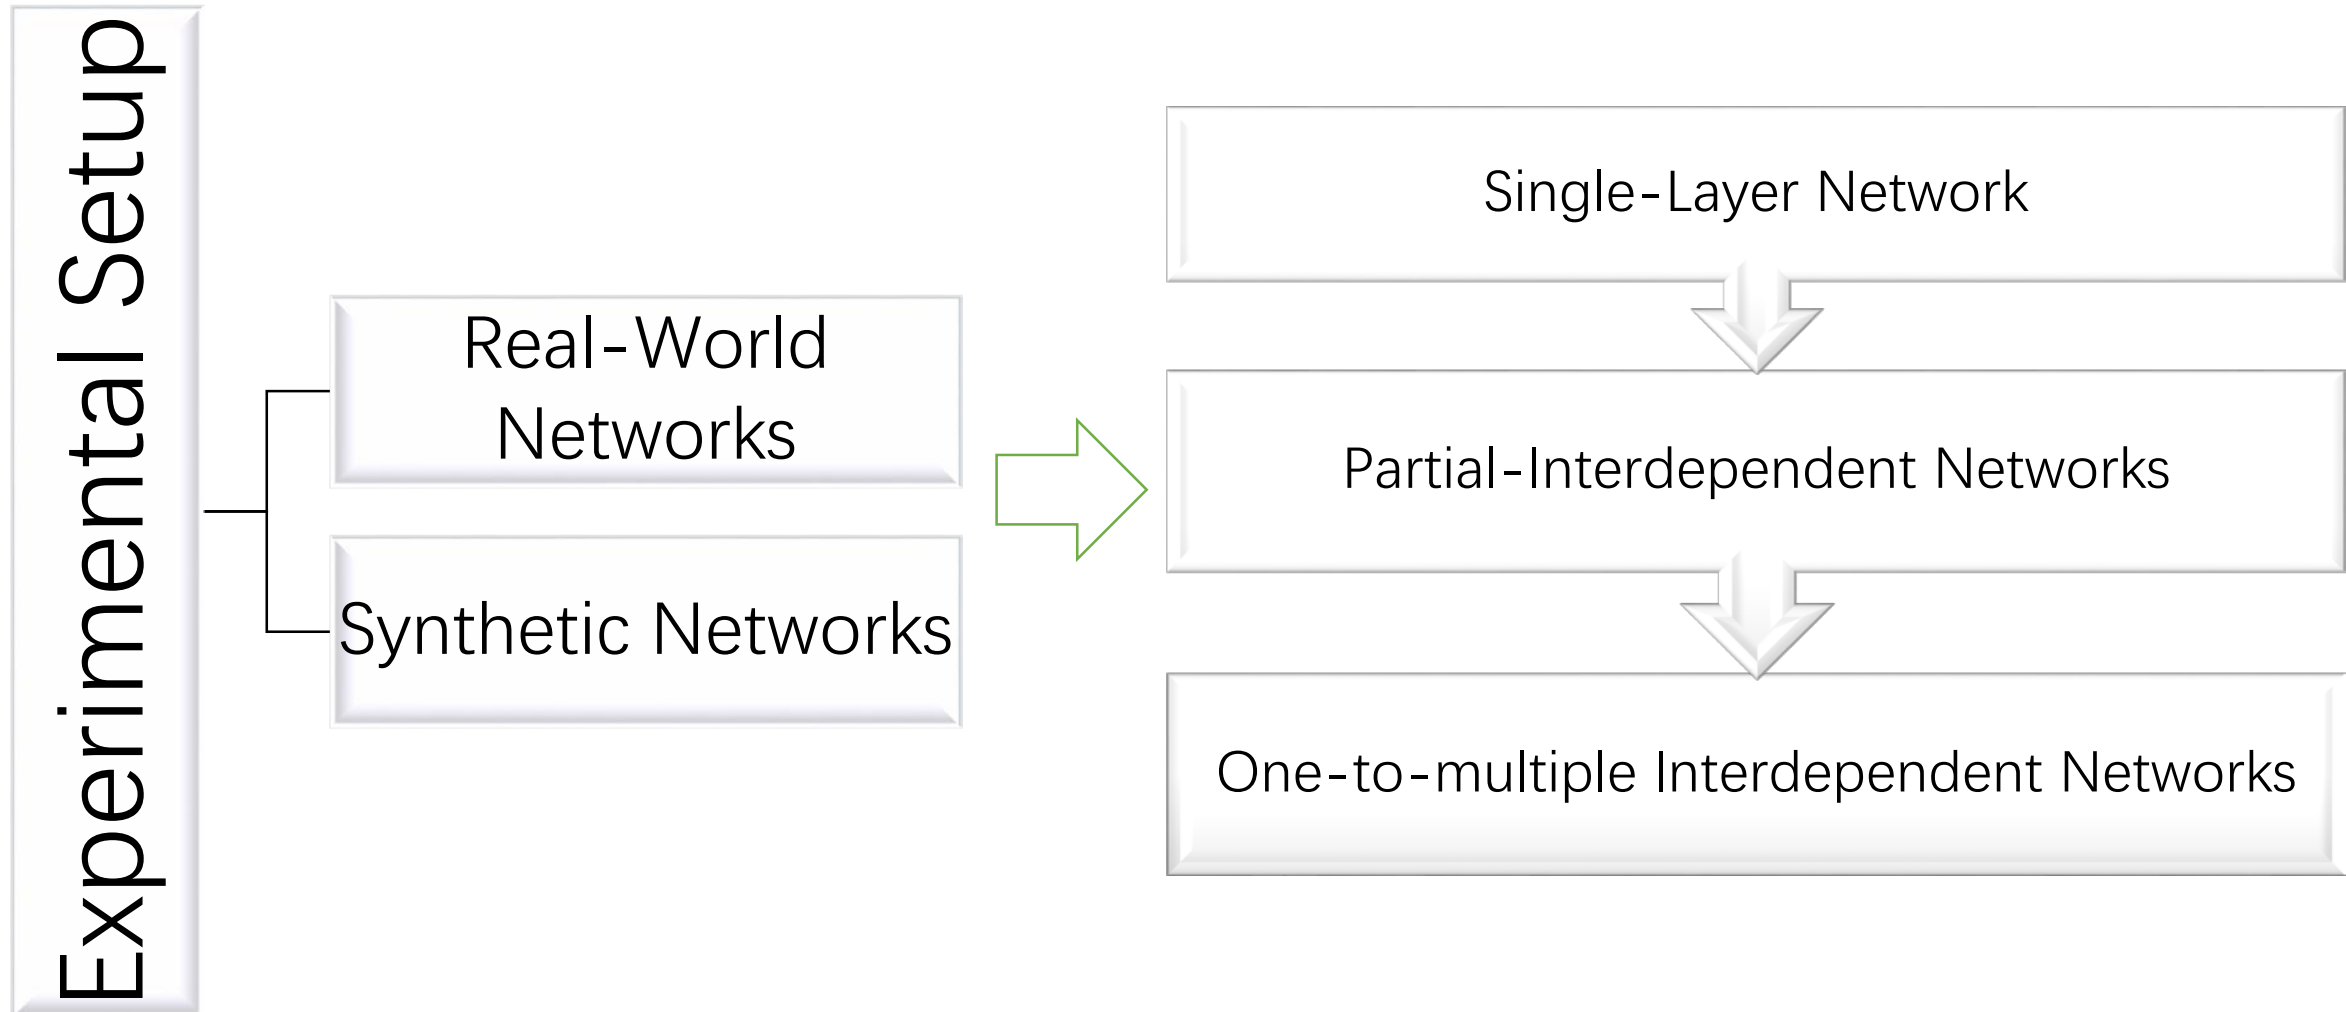 Experimental Setup
Real-World
Networks
Synthetic Networks
Single-Layer Network
Partial-Interdependent Networks
One-to-multiple Interdependent Networks